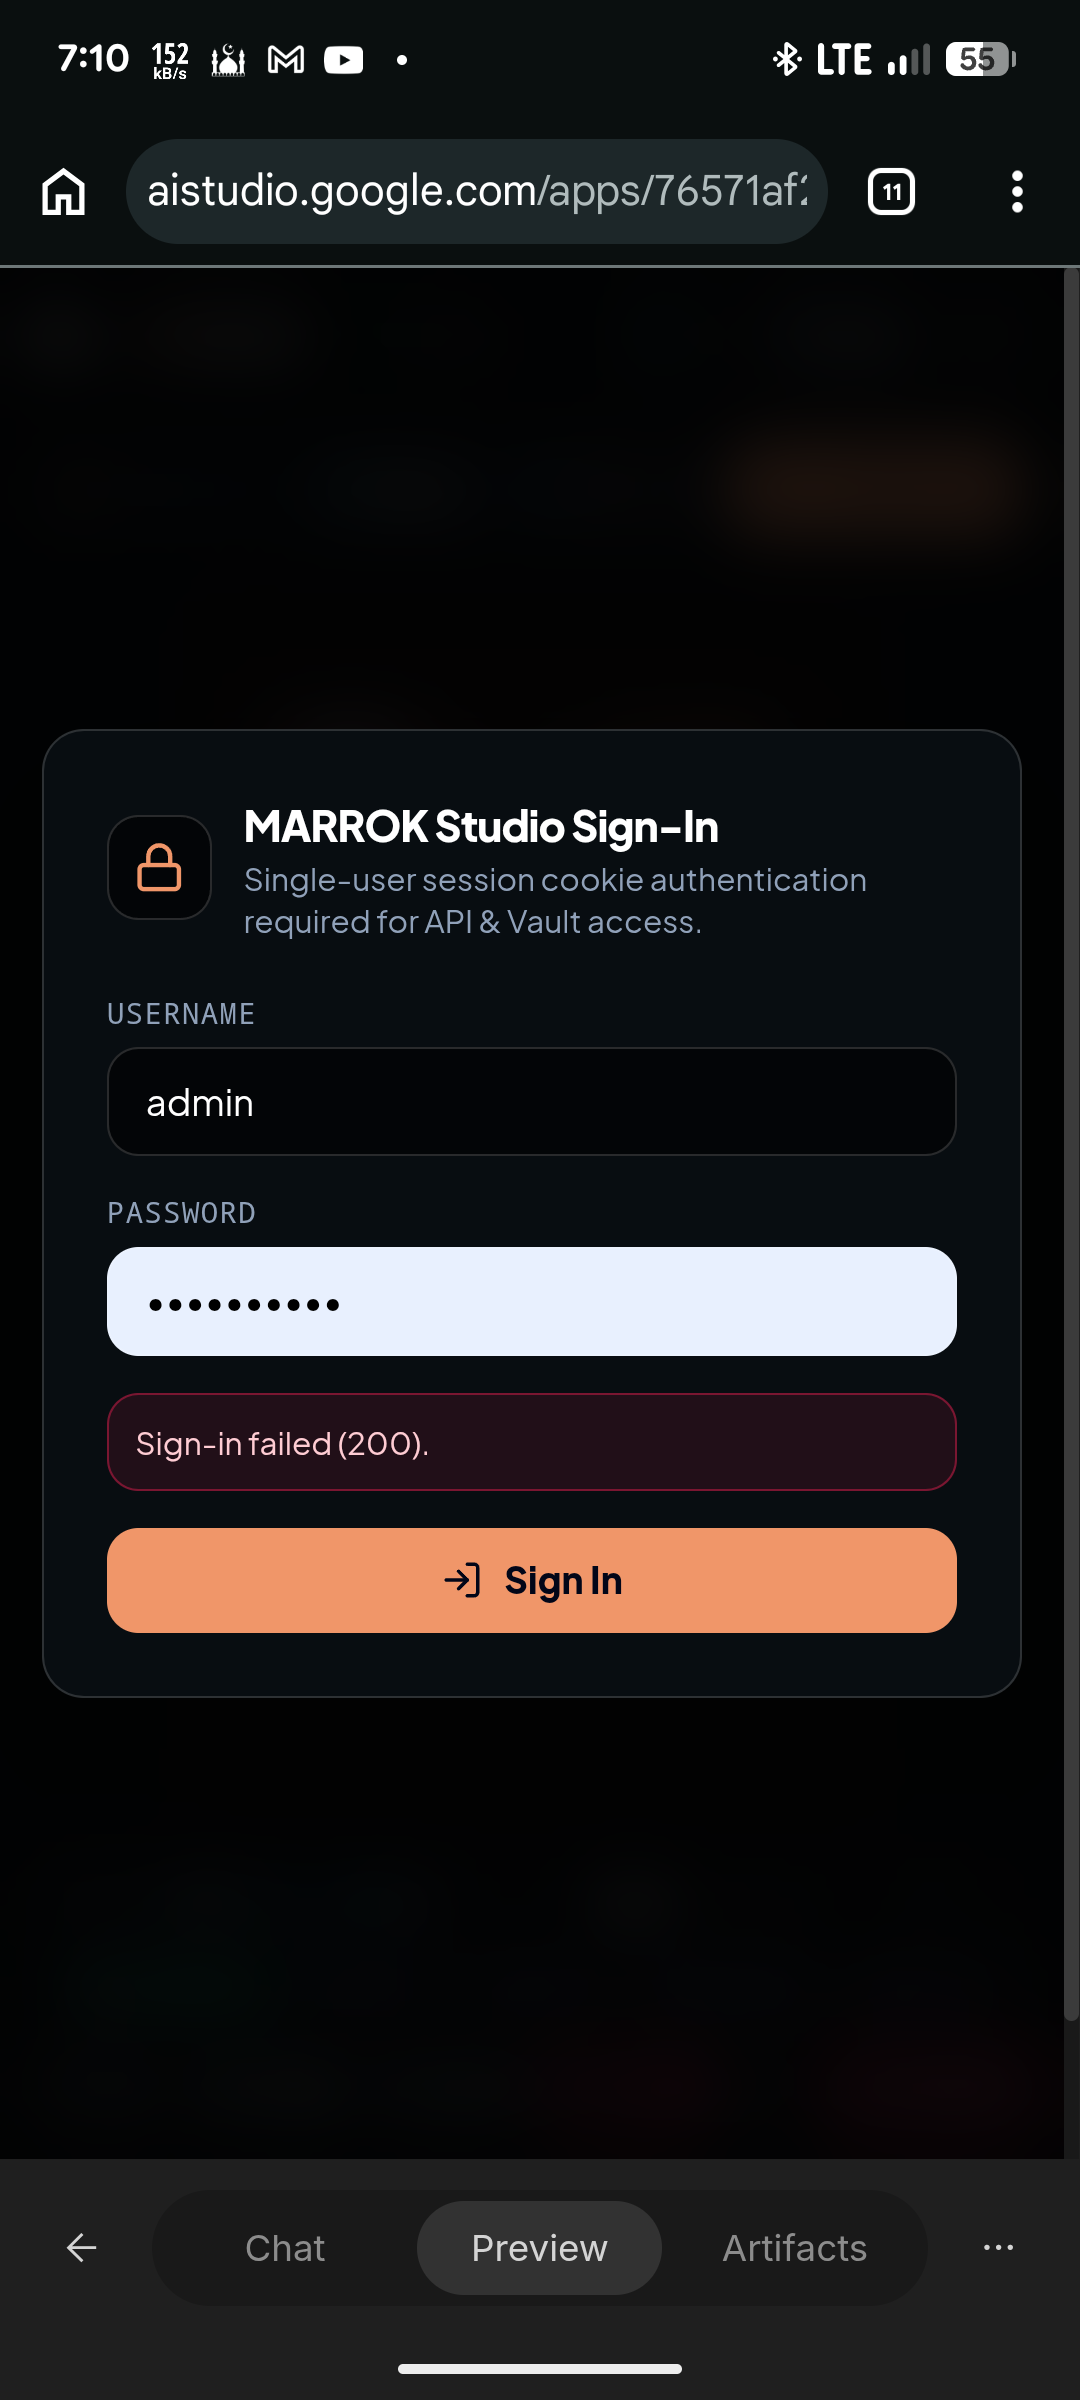 7:10 152 kB/s LTE 55
aistudio.google.com/apps/76571af2 11
MARROK Studio Sign-In
Single-user session cookie authentication
required for API & Vault access.
USERNAME
admin
PASSWORD
••••••••••
Sign-in failed (200).
Sign In
Chat Preview Artifacts